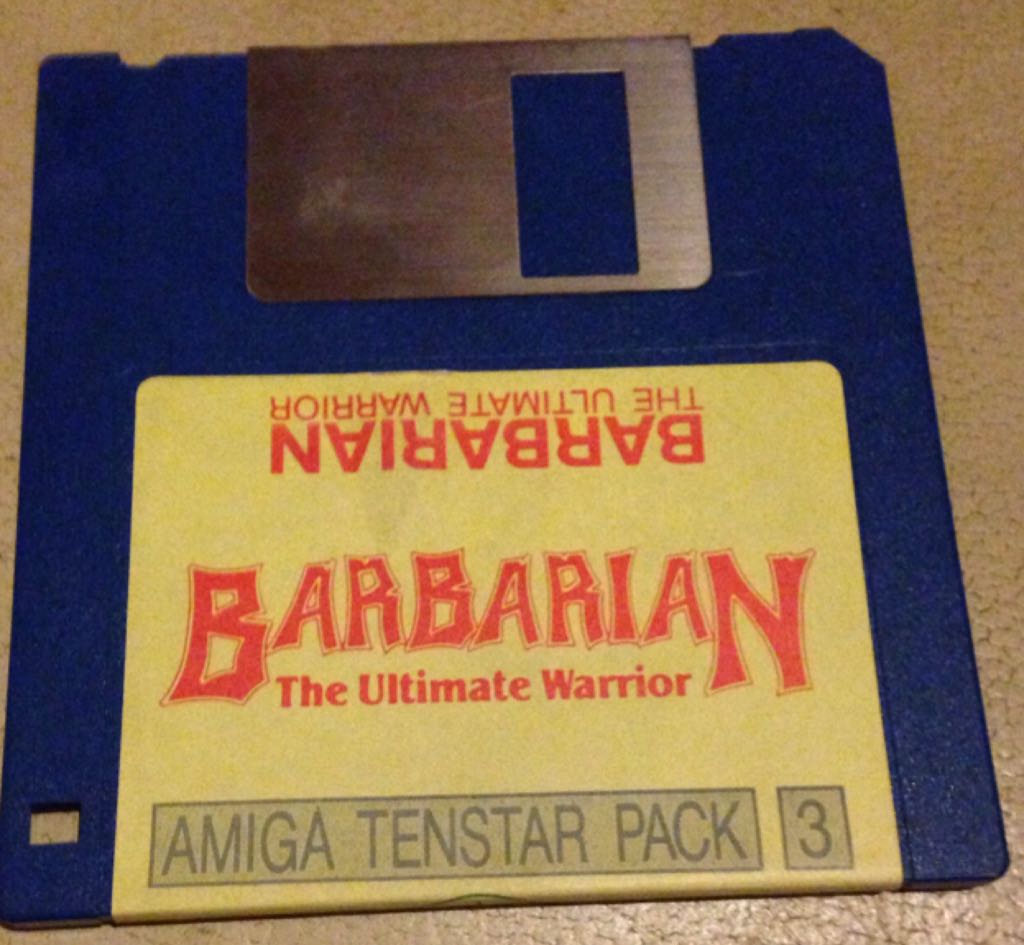 BARBARIAN
THE ULTIMATE WARRIOR
BARBARIAN
The Ultimate Warrior
AMIGA TENSTAR PACK 3